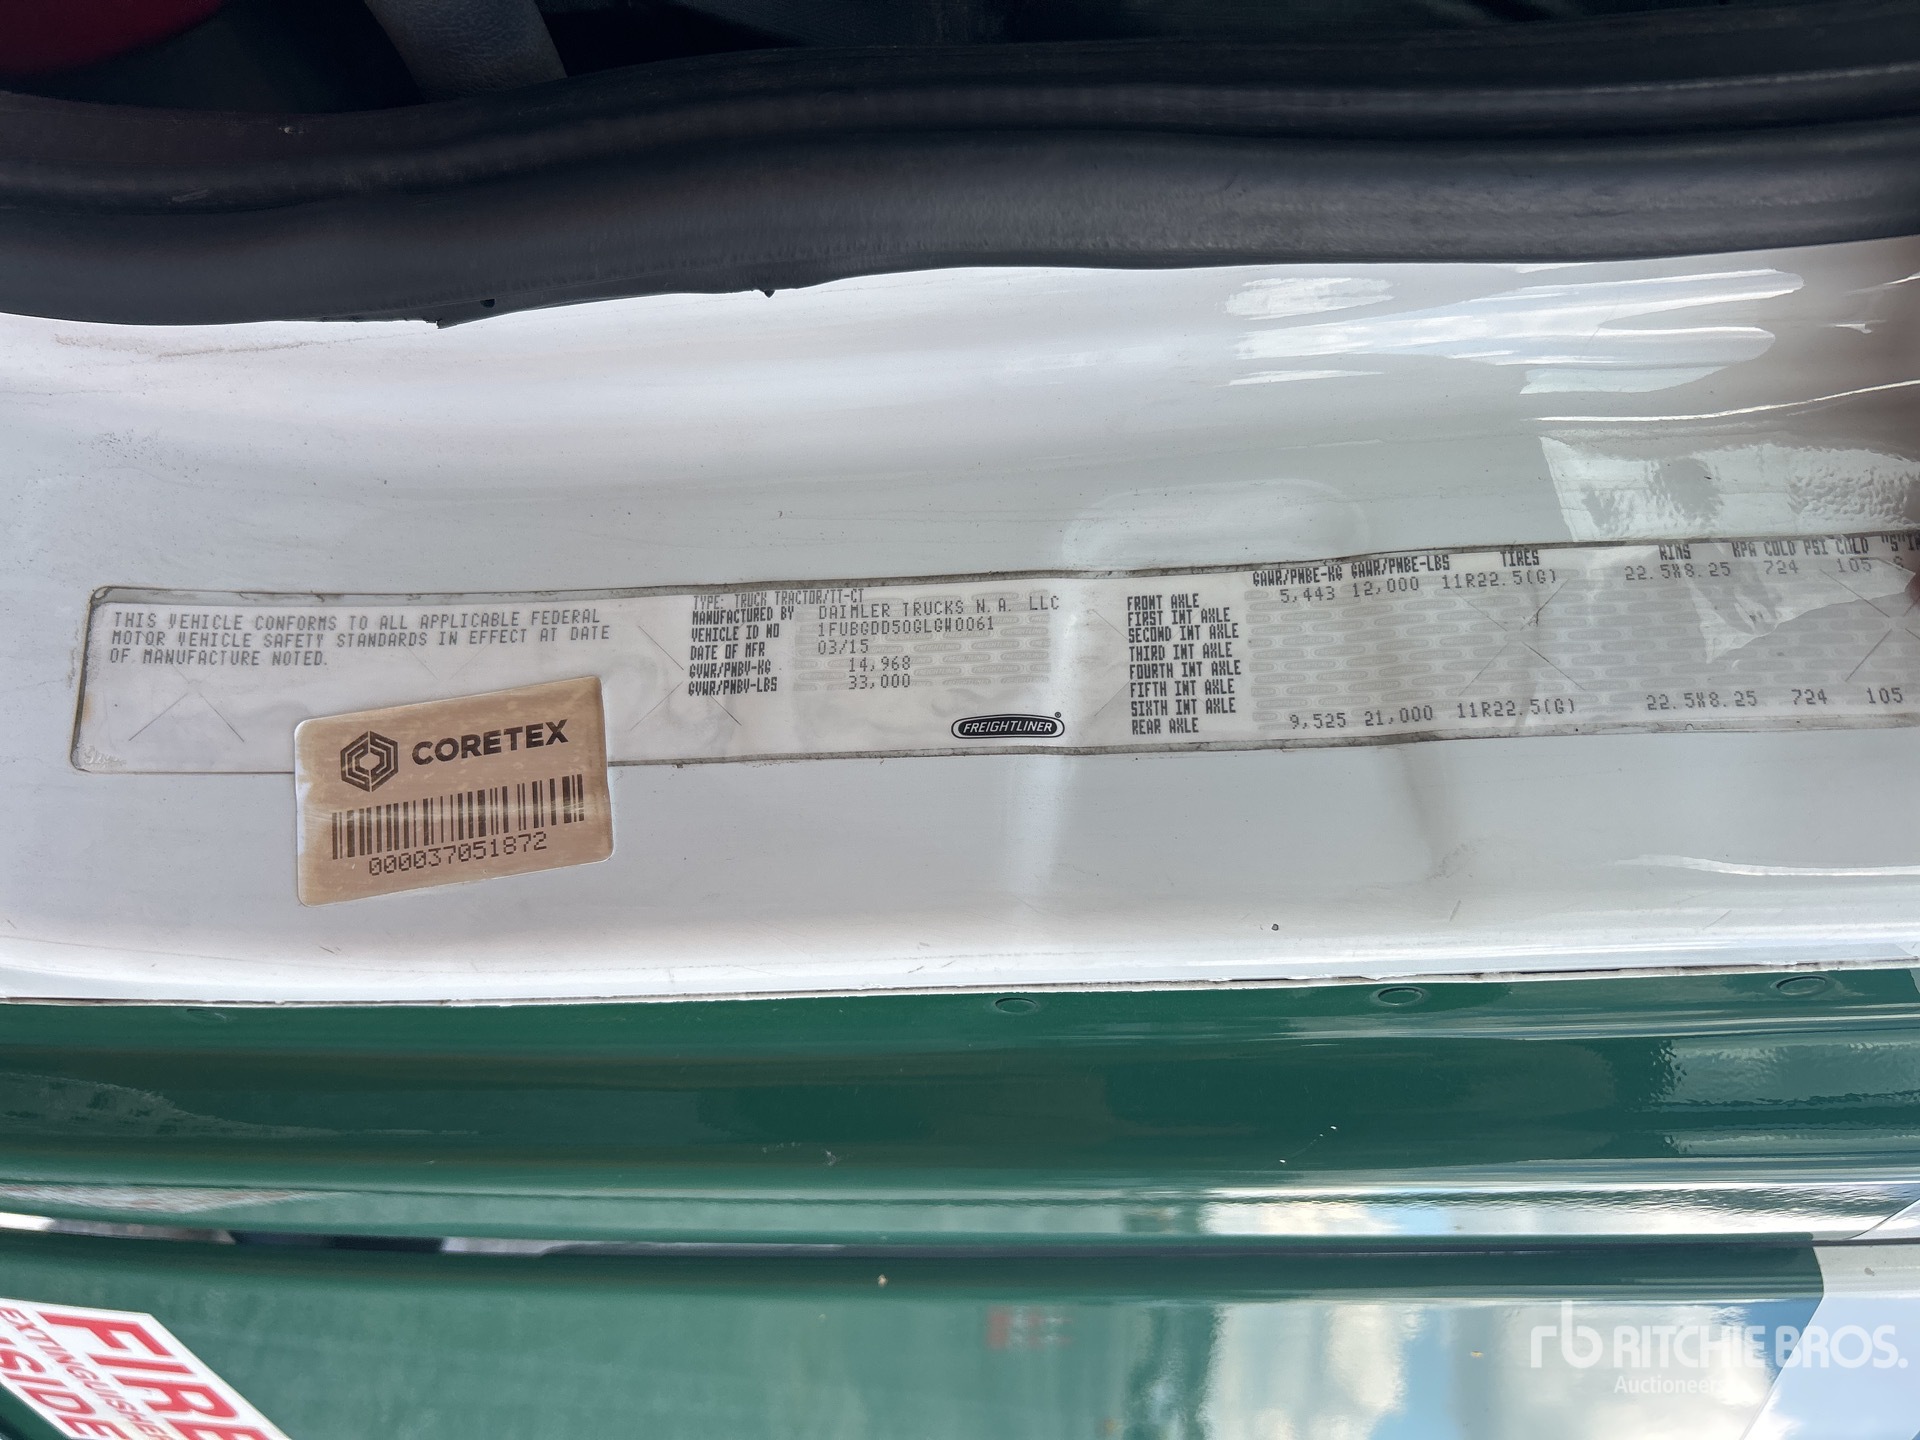 THIS VEHICLE CONFORMS TO ALL APPLICABLE FEDERAL
MOTOR VEHICLE SAFETY STANDARDS IN EFFECT AT DATE
OF MANUFACTURE NOTED.
TYPE: TRUCK TRACTOR/TT-CT
MANUFACTURED BY DAIMLER TRUCKS N.A. LLC
VEHICLE ID NO 1FUBGDD50GLGW0061
DATE OF MFR 03/15
GVWR/PNBV-KG 14,968
GVWR/PNBV-LBS 33,000
FREIGHTLINER
GAWR/PNBE-KG GAWR/PNBE-LBS TIRES RIMS KPA COLD PSI COLD
FRONT AXLE 5,443 12,000 11R22.5(G) 22.5X8.25 724 105 S
FIRST INT AXLE
SECOND INT AXLE
THIRD INT AXLE
FOURTH INT AXLE
FIFTH INT AXLE
SIXTH INT AXLE
REAR AXLE 9,525 21,000 11R22.5(G) 22.5X8.25 724 105
CORETEX
000037051872
FIRE
EXTINGUISHER
INSIDE
rb RITCHIE BROS.
Auctioneers